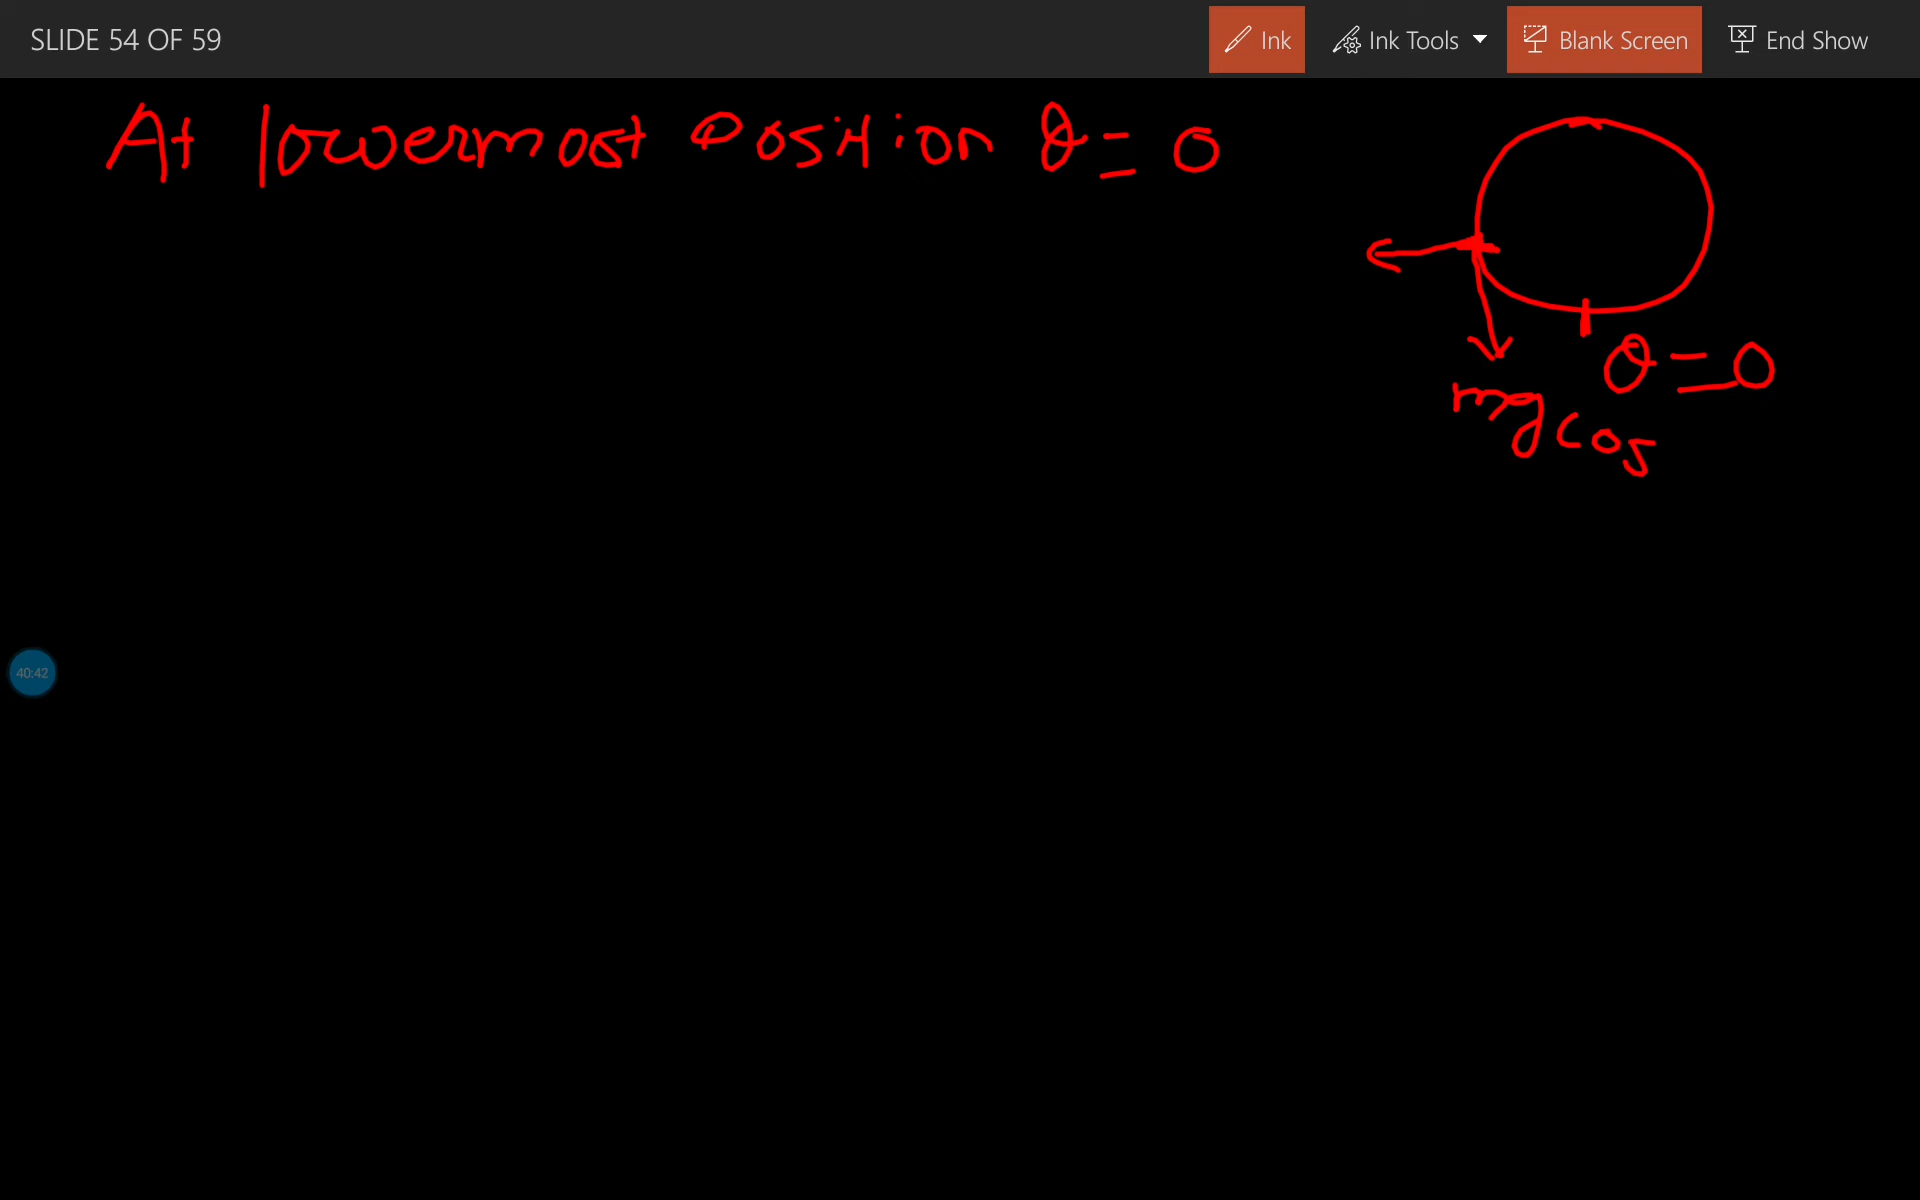 SLIDE 54 OF 59
Ink
Ink Tools
Blank Screen
End Show
At lowermost Position θ = 0
θ = 0
mg cos
40:42